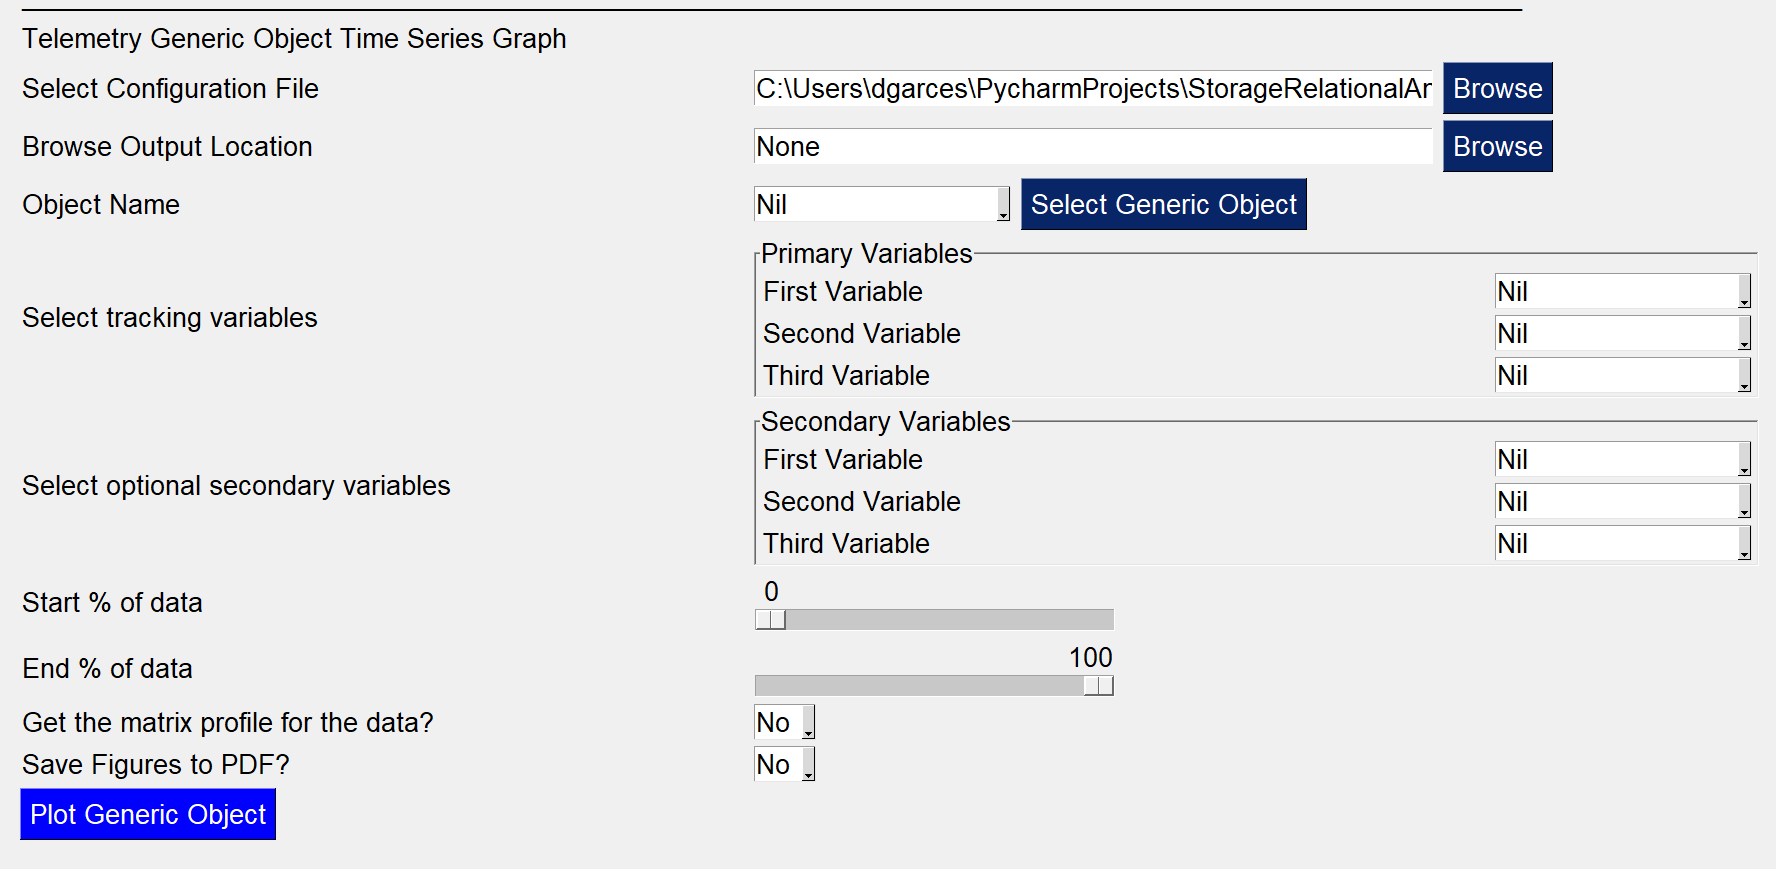 Telemetry Generic Object Time Series Graph
Select Configuration File C:\Users\dgarces\PycharmProjects\StorageRelationalAr Browse
Browse Output Location None Browse
Object Name Nil Select Generic Object
Primary Variables
First Variable Nil
Select tracking variables
Second Variable Nil
Third Variable Nil
Secondary Variables
First Variable Nil
Select optional secondary variables
Second Variable Nil
Third Variable Nil
0
Start % of data
100
End % of data
Get the matrix profile for the data? No
Save Figures to PDF? No
Plot Generic Object